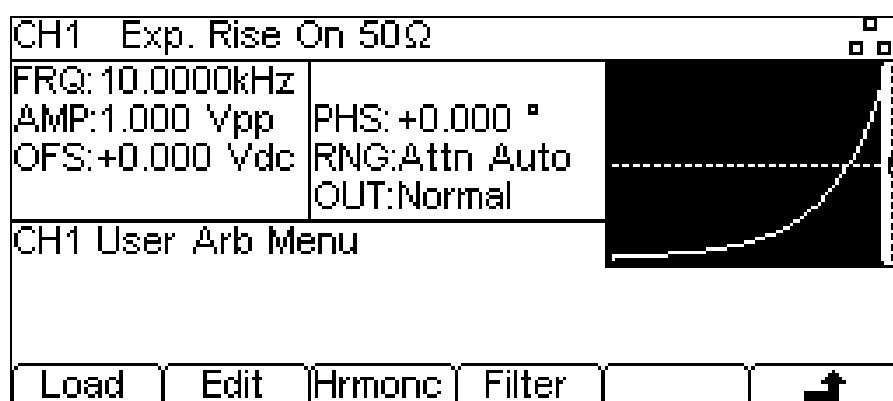 CH1 Exp. Rise On 50Ω
FRQ:10.0000kHz
AMP:1.000 Vpp
OFS:+0.000 Vdc
PHS:+0.000 °
RNG:Attn Auto
OUT:Normal
CH1 User Arb Menu
Load Edit Hrmonc Filter